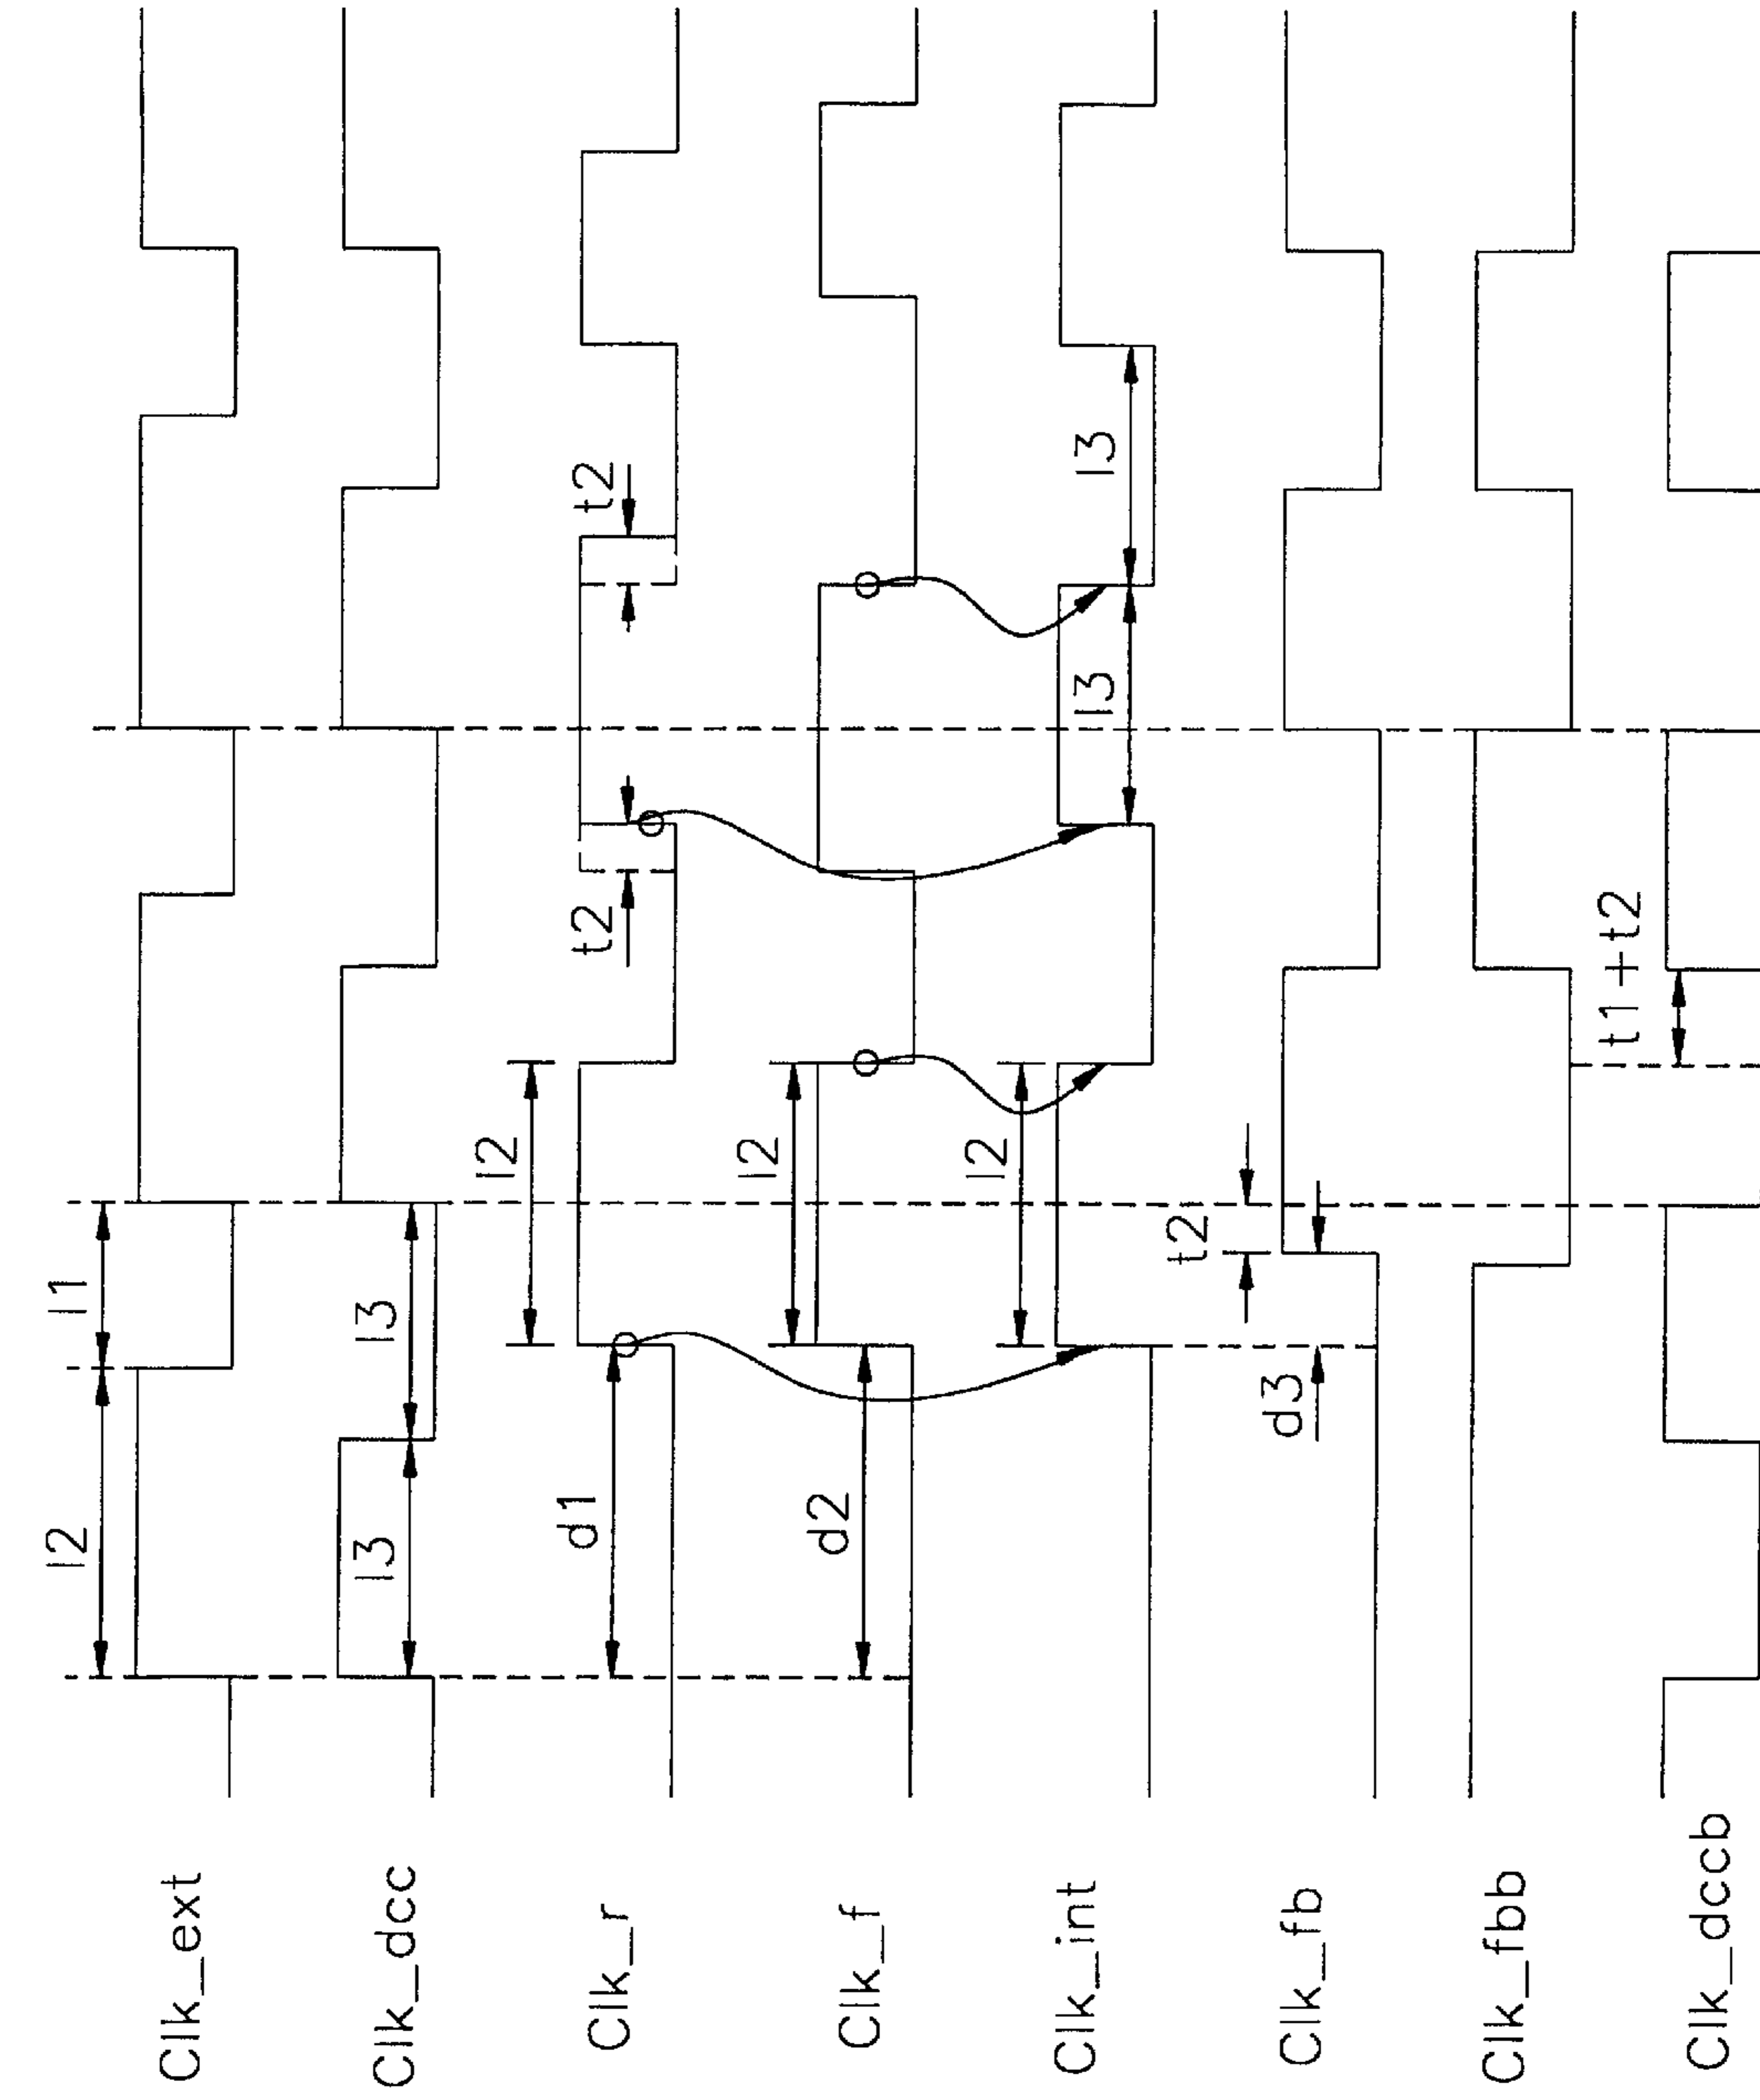 Clk_ext
l2
l1
Clk_dcc
l3
l3
Clk_r
d1
l2
t2
t2
Clk_f
d2
l2
Clk_int
l2
l3
l3
Clk_fb
d3
t2
Clk_fbb
Clk_dccb
t1+t2